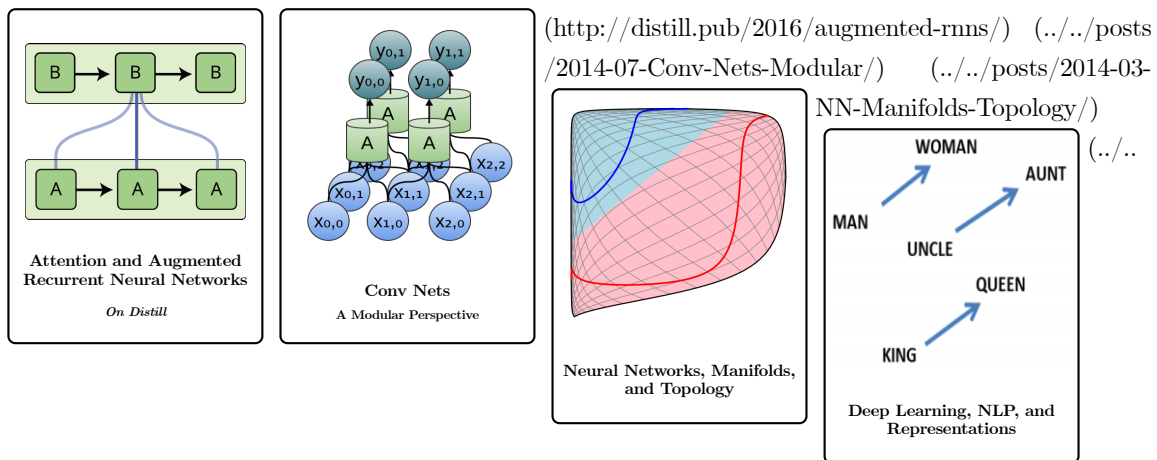 (http://distill.pub/2016/augmented-rnns/) (../../posts
/2014-07-Conv-Nets-Modular/) (../../posts/2014-03-
NN-Manifolds-Topology/)
(../..
B B B
A A A
Attention and Augmented
Recurrent Neural Networks
On Distill
y0,1 y1,1
y0,0 y1,0
A A
A A
x2,2
x0,1 x1,1 x2,1
x0,0 x1,0 x2,0
Conv Nets
A Modular Perspective
Neural Networks, Manifolds,
and Topology
WOMAN
AUNT
MAN
UNCLE
QUEEN
KING
Deep Learning, NLP, and
Representations